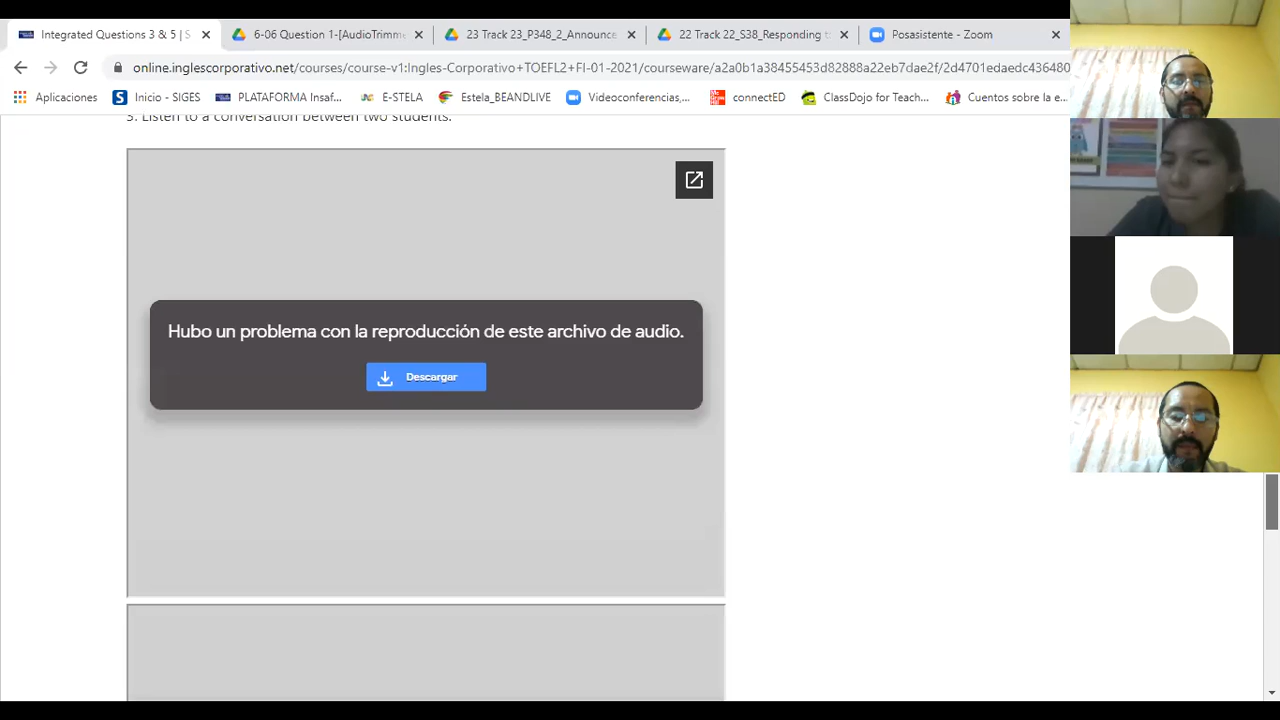 Integrated Questions 3 & 5 | S
6-06 Question 1-[AudioTrimme
23 Track 23_P348_2_Announce
22 Track 22_S38_Responding t
Posasistente - Zoom
online.inglescorporativo.net/courses/course-v1:Ingles-Corporativo+TOEFL2+FI-01-2021/courseware/a2a0b1a38455453d82888a22eb7dae2f/2d4701edaedc436480
Aplicaciones
Inicio - SIGES
PLATAFORMA Insaf...
E-STELA
Estela_BEANDLIVE
Videoconferencias,...
connectED
ClassDojo for Teach...
Cuentos sobre la e...
3. Listen to a conversation between two students.
Hubo un problema con la reproducción de este archivo de audio.
Descargar